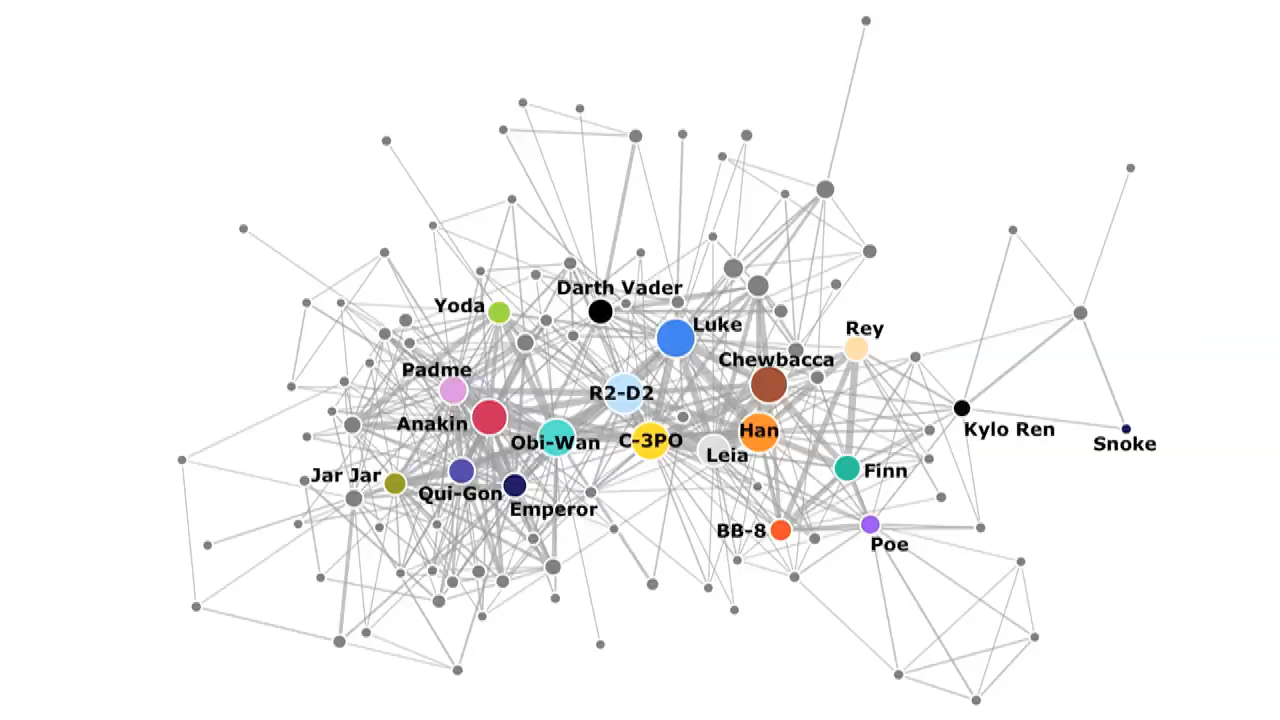 Darth Vader
Yoda
Luke
Rey
Chewbacca
Padme
R2-D2
Anakin
Obi-Wan
C-3PO
Han
Kylo Ren
Leia
Snoke
Jar Jar
Finn
Qui-Gon
Emperor
BB-8
Poe